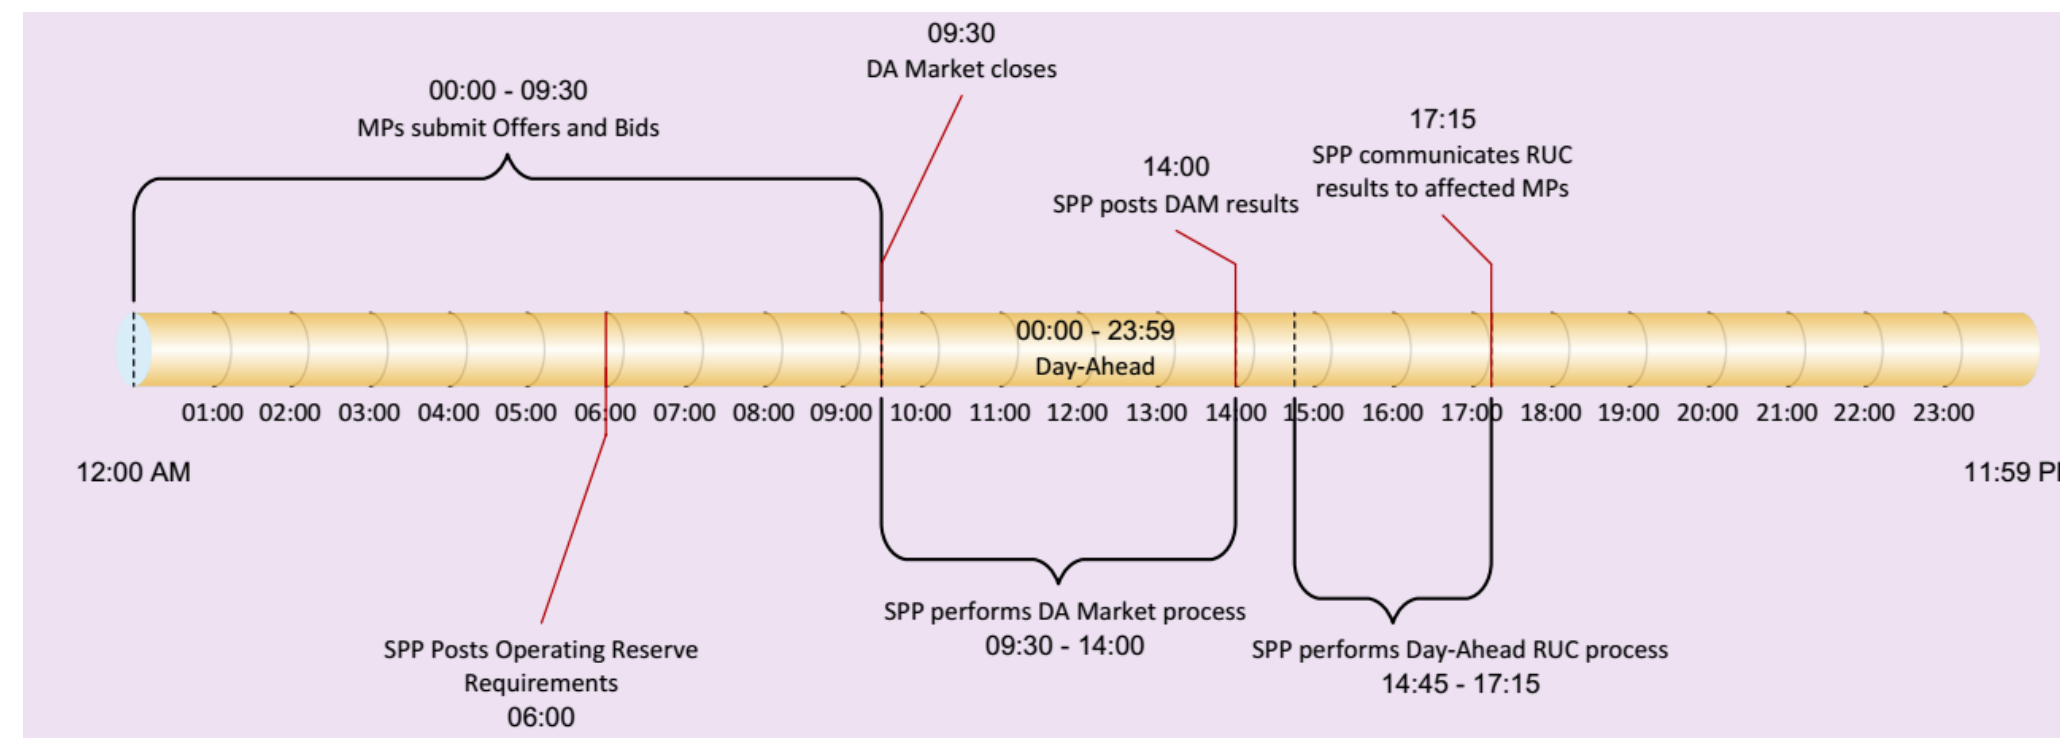 09:30
DA Market closes
00:00 - 09:30
MPs submit Offers and Bids
17:15
SPP communicates RUC
results to affected MPs
14:00
SPP posts DAM results
00:00 - 23:59
Day-Ahead
01:00 02:00 03:00 04:00 05:00 06:00 07:00 08:00 09:00 10:00 11:00 12:00 13:00 14:00 15:00 16:00 17:00 18:00 19:00 20:00 21:00 22:00 23:00
12:00 AM
11:59 P
SPP performs DA Market process
09:30 - 14:00
SPP Posts Operating Reserve
Requirements
06:00
SPP performs Day-Ahead RUC process
14:45 - 17:15